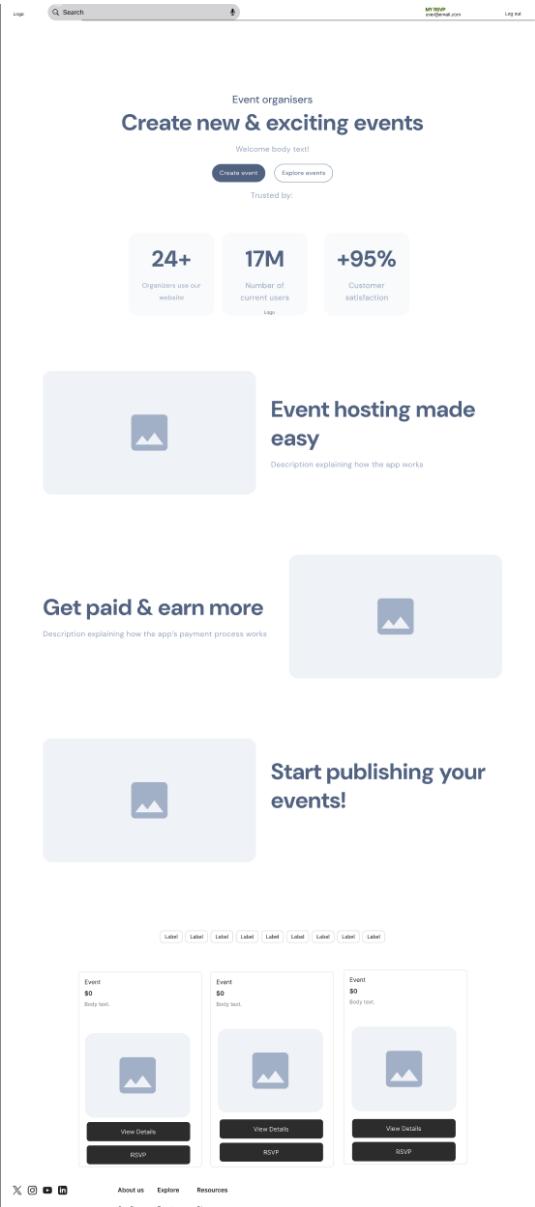 Logo
Search
MY RSVP
user@email.com
Log out
Event organisers
Create new & exciting events
Welcome body text!
Create event
Explore events
Trusted by:
24+
Organizers use our
website
17M
Number of
current users
+95%
Customer
satisfaction
Logo
Event hosting made
easy
Description explaining how the app works
Get paid & earn more
Description explaining how the app's payment process works
Start publishing your
events!
Label Label Label Label Label Label Label Label Label
Event
$0
Body text.
View Details
RSVP
Event
$0
Body text.
View Details
RSVP
Event
$0
Body text.
View Details
RSVP
About us Explore Resources